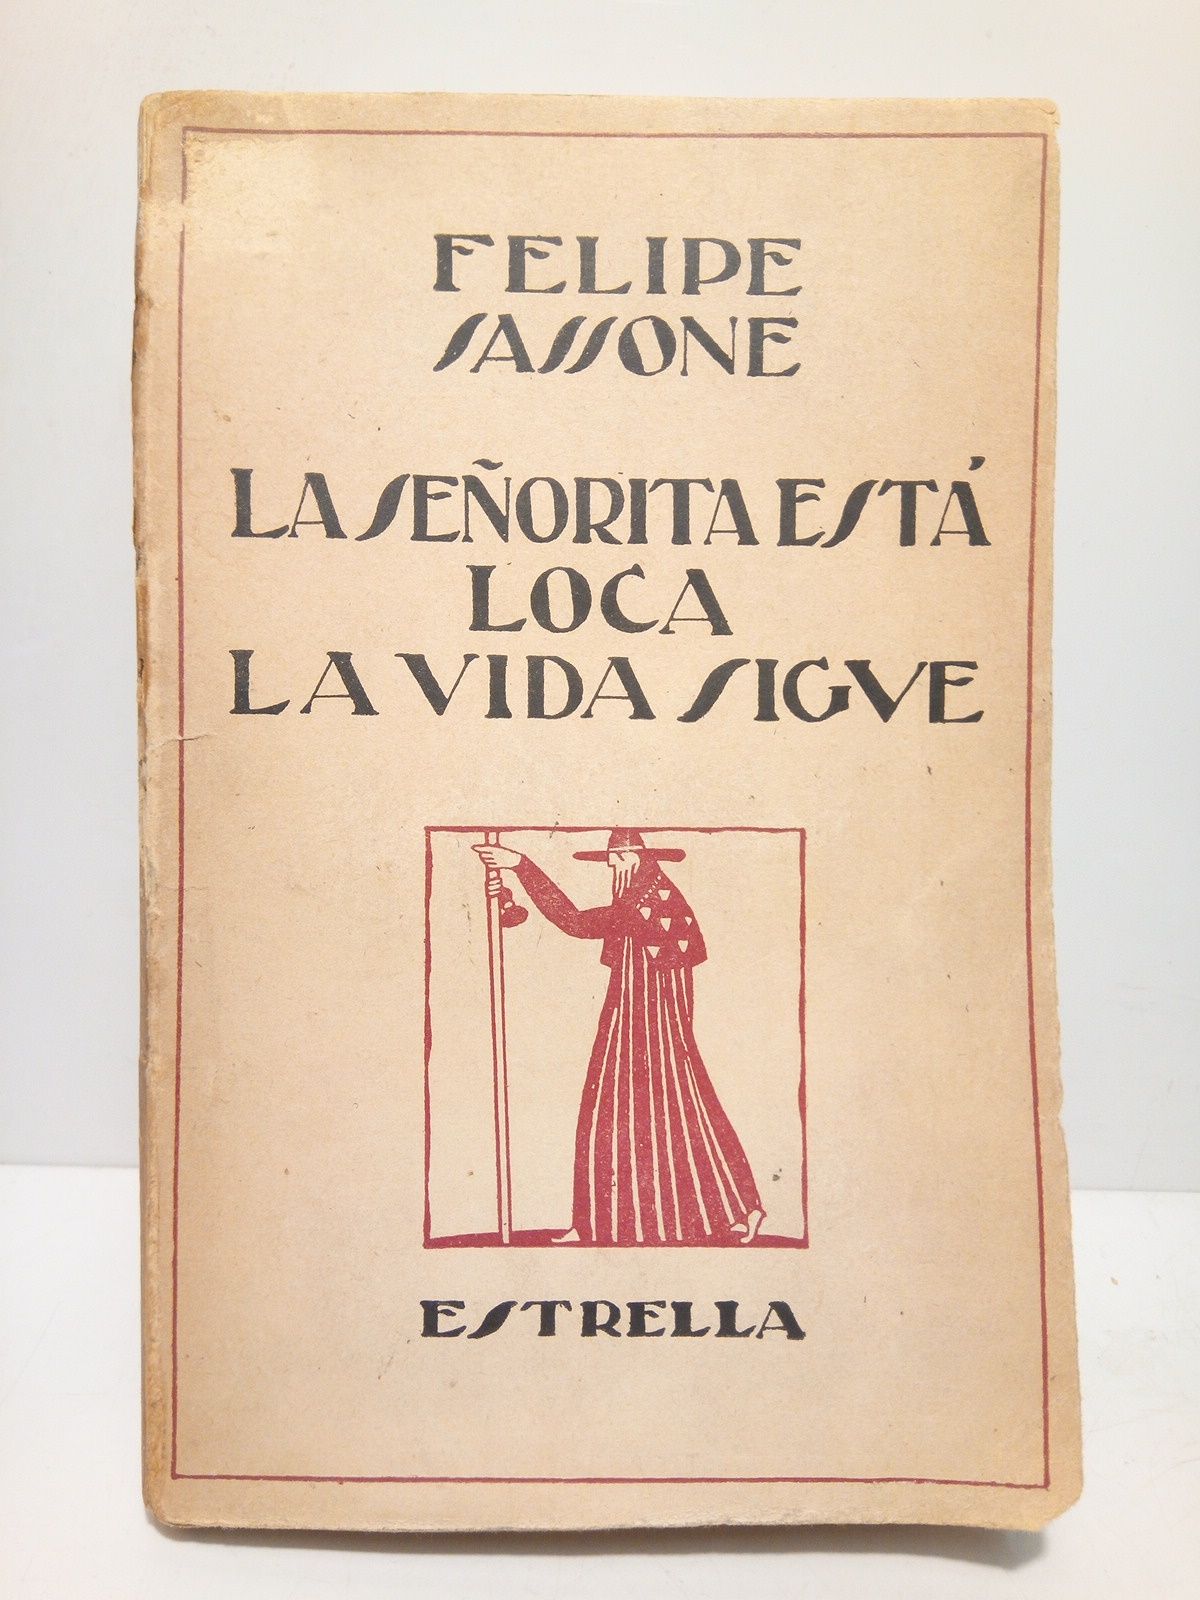 FELIPE
SASSONE
LA SEÑORITA ESTÁ
LOCA
LA VIDA SIGVE
ESTRELLA